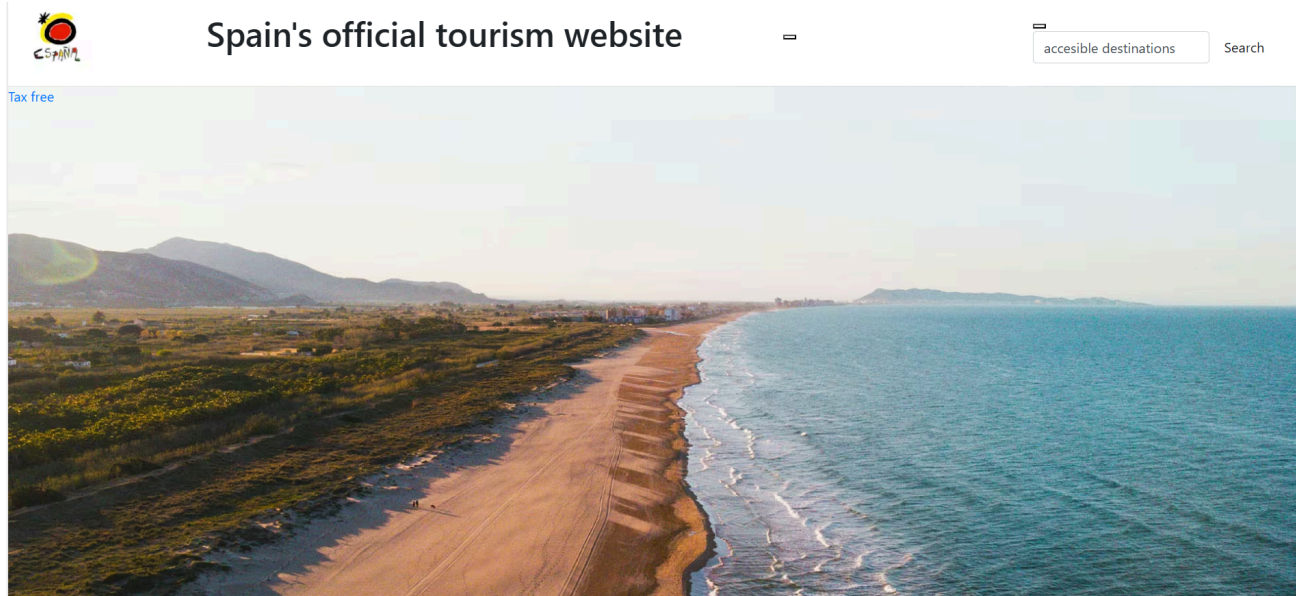 ESPAÑA
Spain's official tourism website
accesible destinations
Search
Tax free